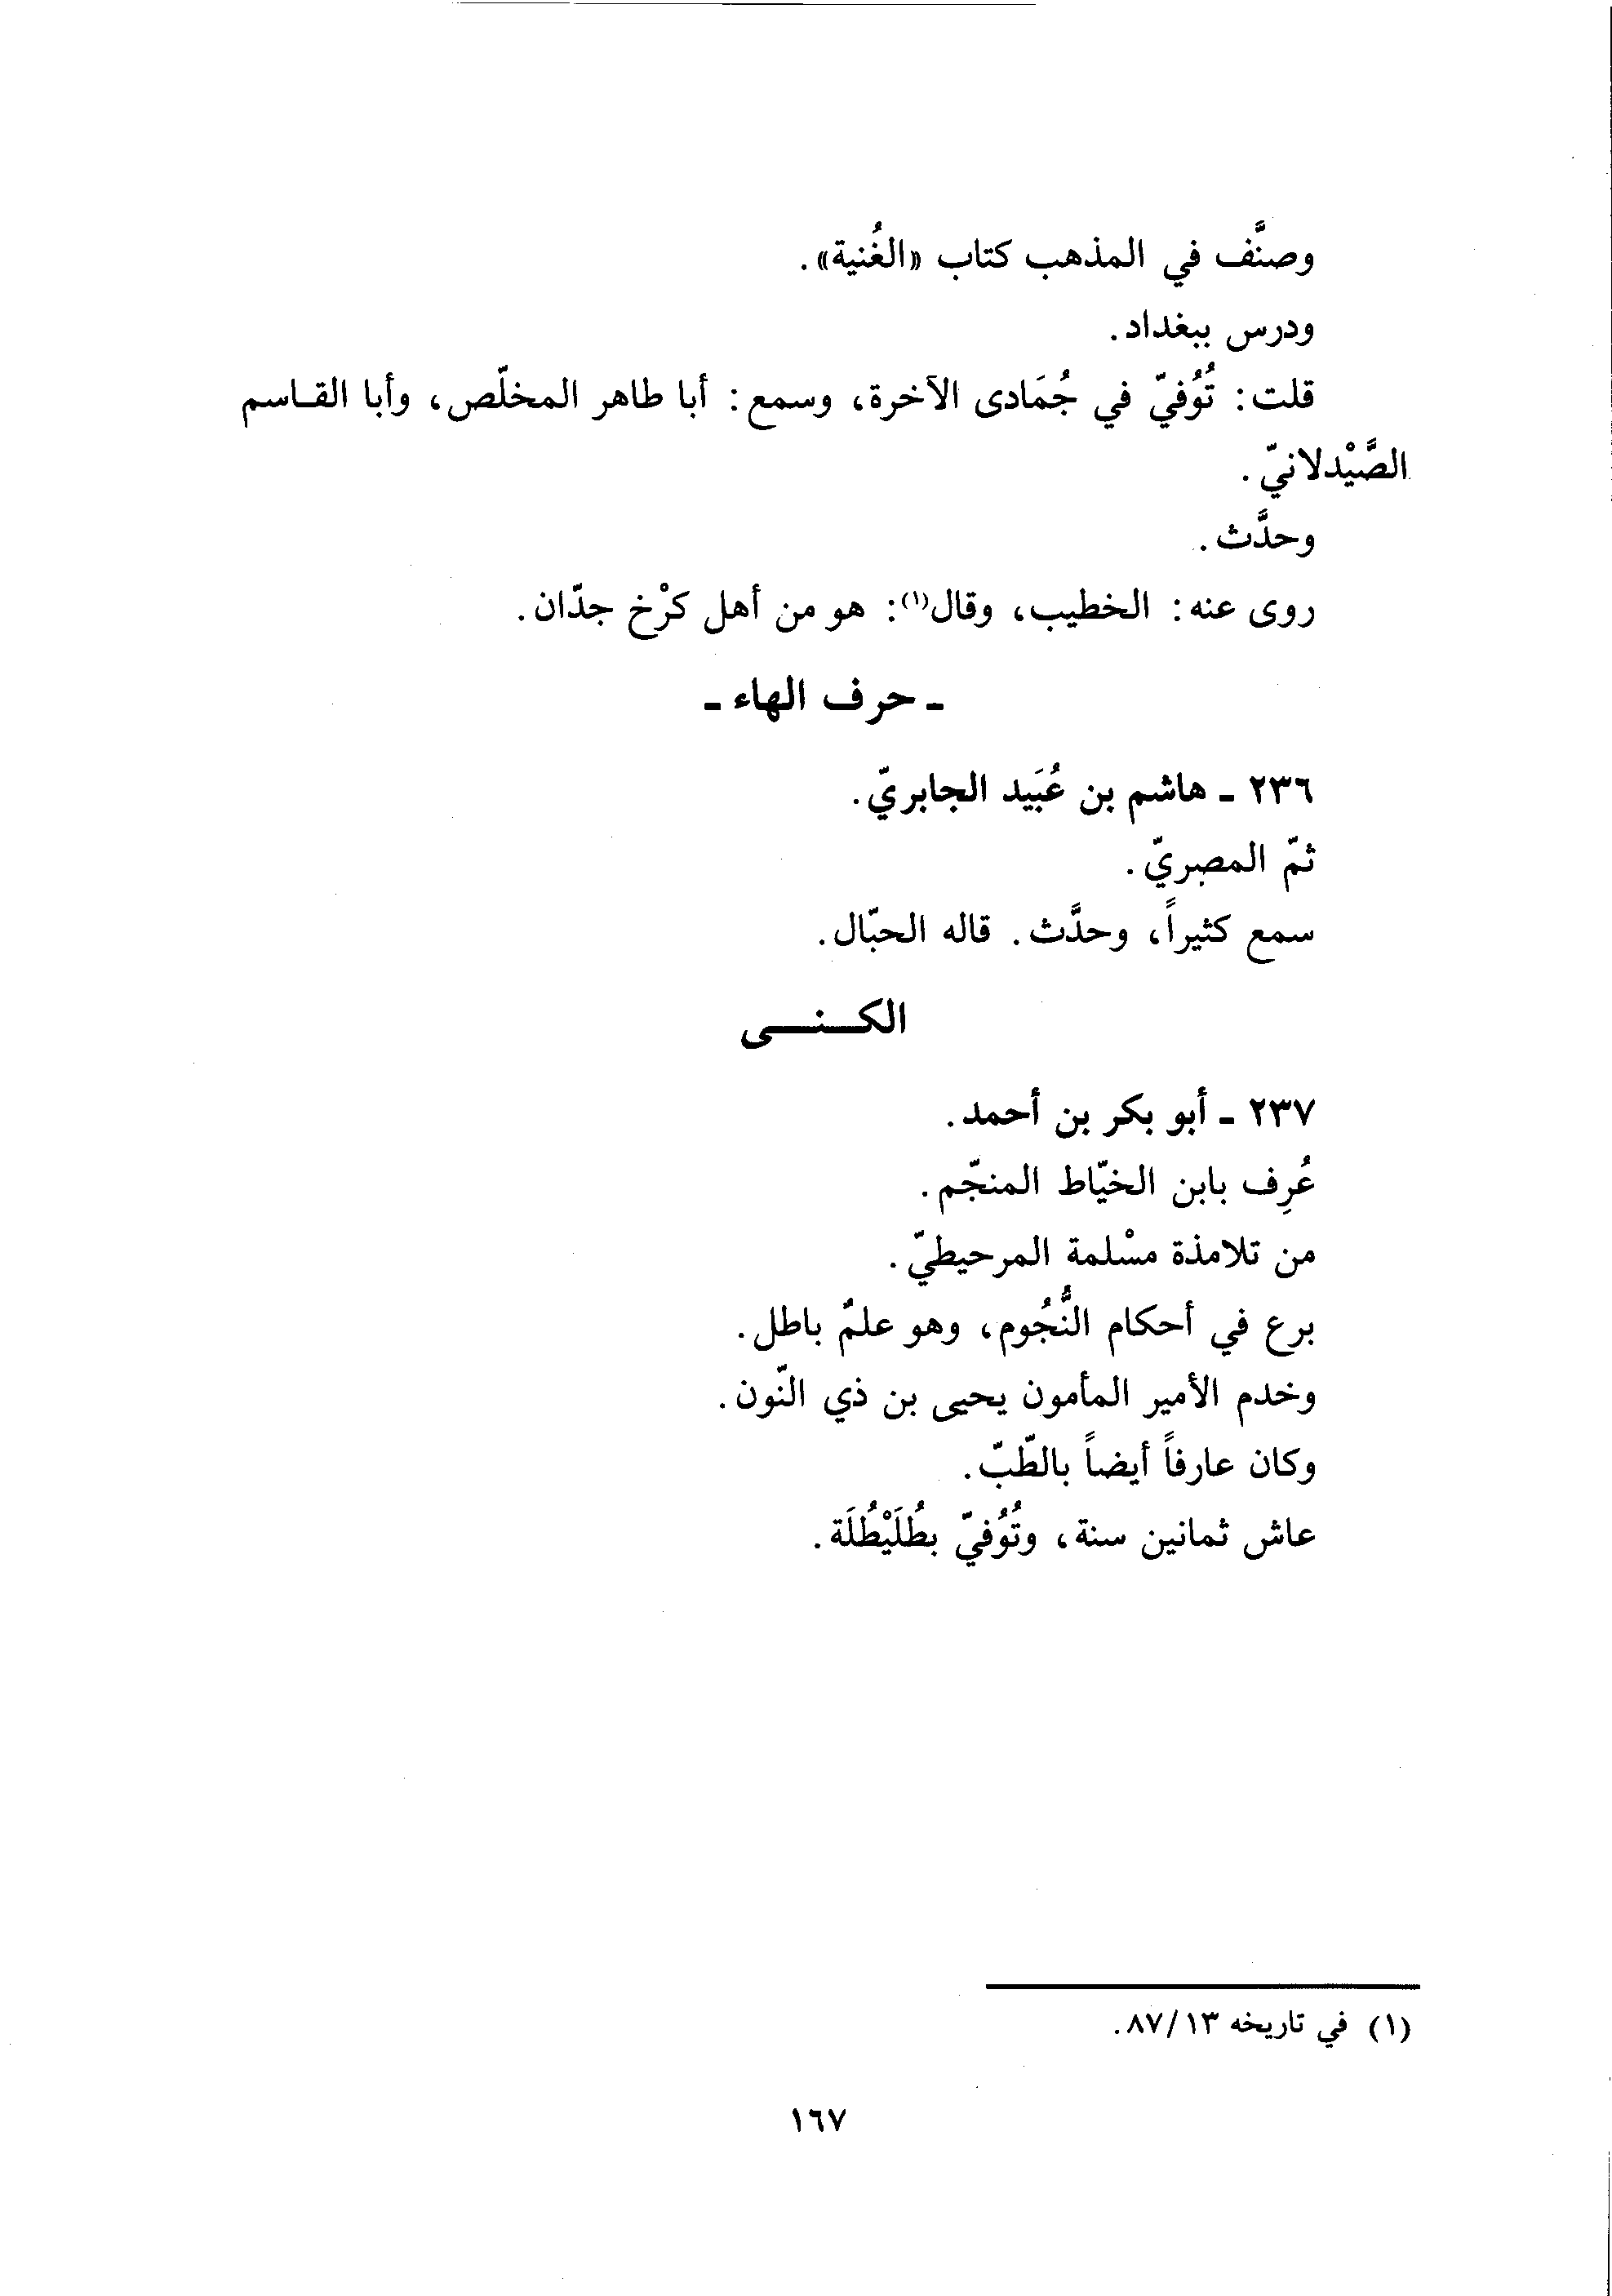 وصنَّف في المذهب كتاب «الغُنية».
ودرس ببغداد.
قلت: تُوُفيّ في جُمَادى الآخرة، وسمع: أبا طاهر المخلّص، وأبا القـاسم
الصَّيْدلانيّ.
وحدَّث.
روى عنه: الخطيب، وقال(١): هو من أهل كرْخ جدّان.
ـ حرف الهاء ـ
٢٣٦ ـ هاشم بن عُبَيد الجابريّ.
ثمّ المصريّ.
سمع كثيراً، وحدَّث. قاله الحبّال.
الكـنـــى
٢٣٧ ـ أبو بكر بن أحمد.
عُرِف بابن الخيّاط المنجّم.
من تلامذة مسْلمة المرحيطيّ.
برع في أحكام النُّجُوم، وهو علمٌ باطل.
وخدم الأمير المأمون يحيى بن ذي النّون.
وكان عارفاً أيضاً بالطّبّ.
عاش ثمانين سنة، وتُوُفيّ بطُلَيْطُلَة.
(١) في تاريخه ٨٧/١٣.
١٦٧